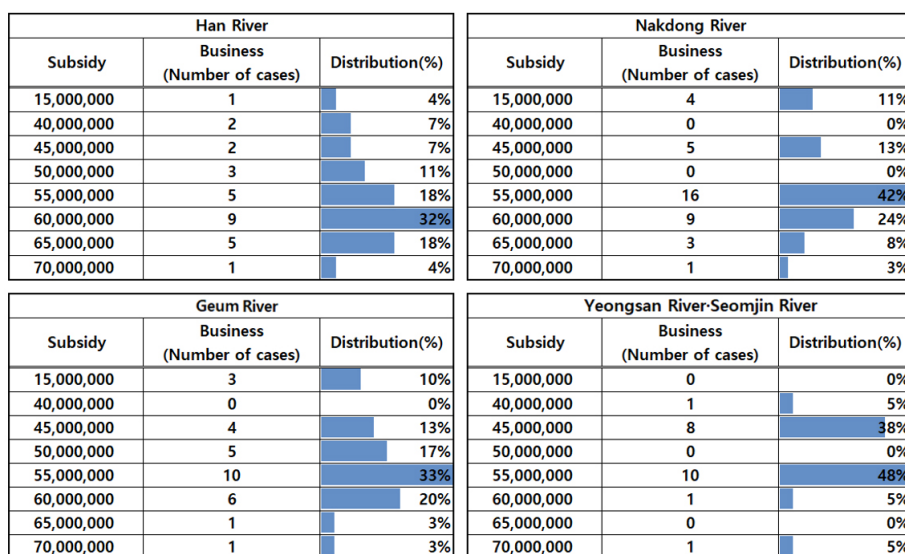 Han River
Subsidy Business (Number of cases) Distribution(%)
15,000,000 1 4%
40,000,000 2 7%
45,000,000 2 7%
50,000,000 3 11%
55,000,000 5 18%
60,000,000 9 32%
65,000,000 5 18%
70,000,000 1 4%
Nakdong River
Subsidy Business (Number of cases) Distribution(%)
15,000,000 4 11%
40,000,000 0 0%
45,000,000 5 13%
50,000,000 0 0%
55,000,000 16 42%
60,000,000 9 24%
65,000,000 3 8%
70,000,000 1 3%
Geum River
Subsidy Business (Number of cases) Distribution(%)
15,000,000 3 10%
40,000,000 0 0%
45,000,000 4 13%
50,000,000 5 17%
55,000,000 10 33%
60,000,000 6 20%
65,000,000 1 3%
70,000,000 1 3%
Yeongsan River·Seomjin River
Subsidy Business (Number of cases) Distribution(%)
15,000,000 0 0%
40,000,000 1 5%
45,000,000 8 38%
50,000,000 0 0%
55,000,000 10 48%
60,000,000 1 5%
65,000,000 0 0%
70,000,000 1 5%